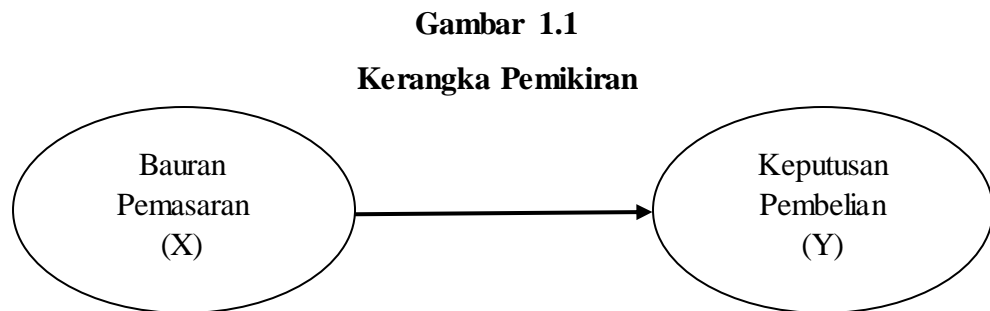 Gambar 1.1
Kerangka Pemikiran
Bauran
Pemasaran
(X)
Keputusan
Pembelian
(Y)